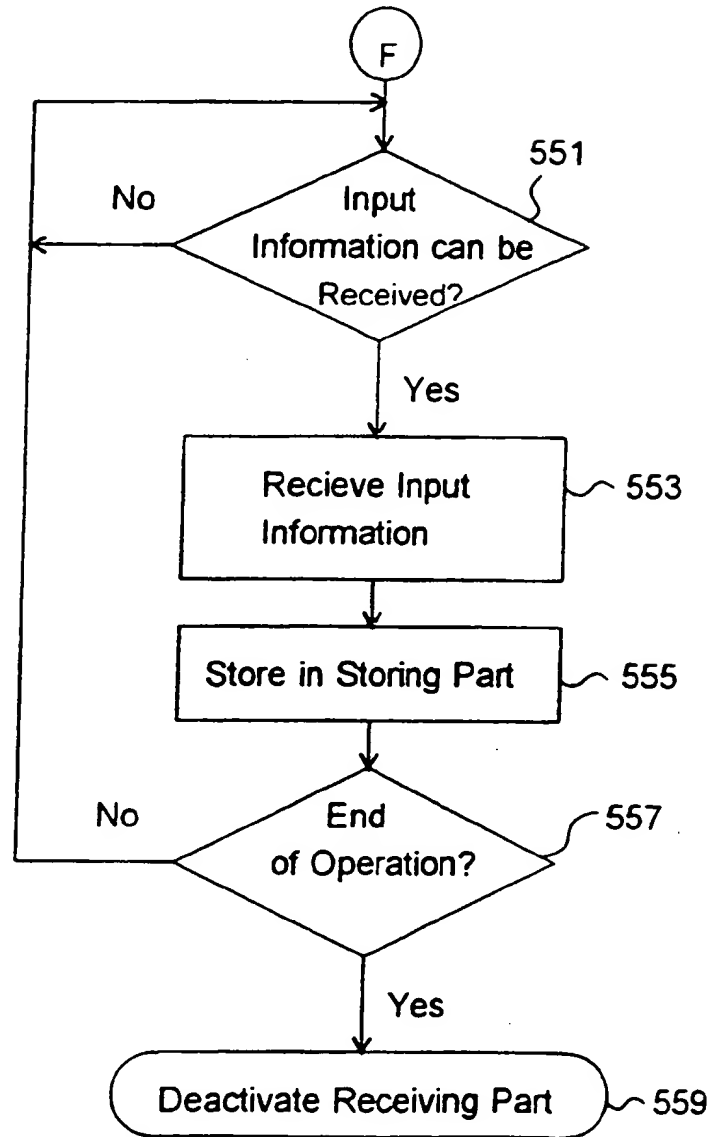 F
551
No
Input
Information can be
Received?
Yes
Recieve Input
Information
553
Store in Storing Part
555
No
End
of Operation?
557
Yes
Deactivate Receiving Part
559